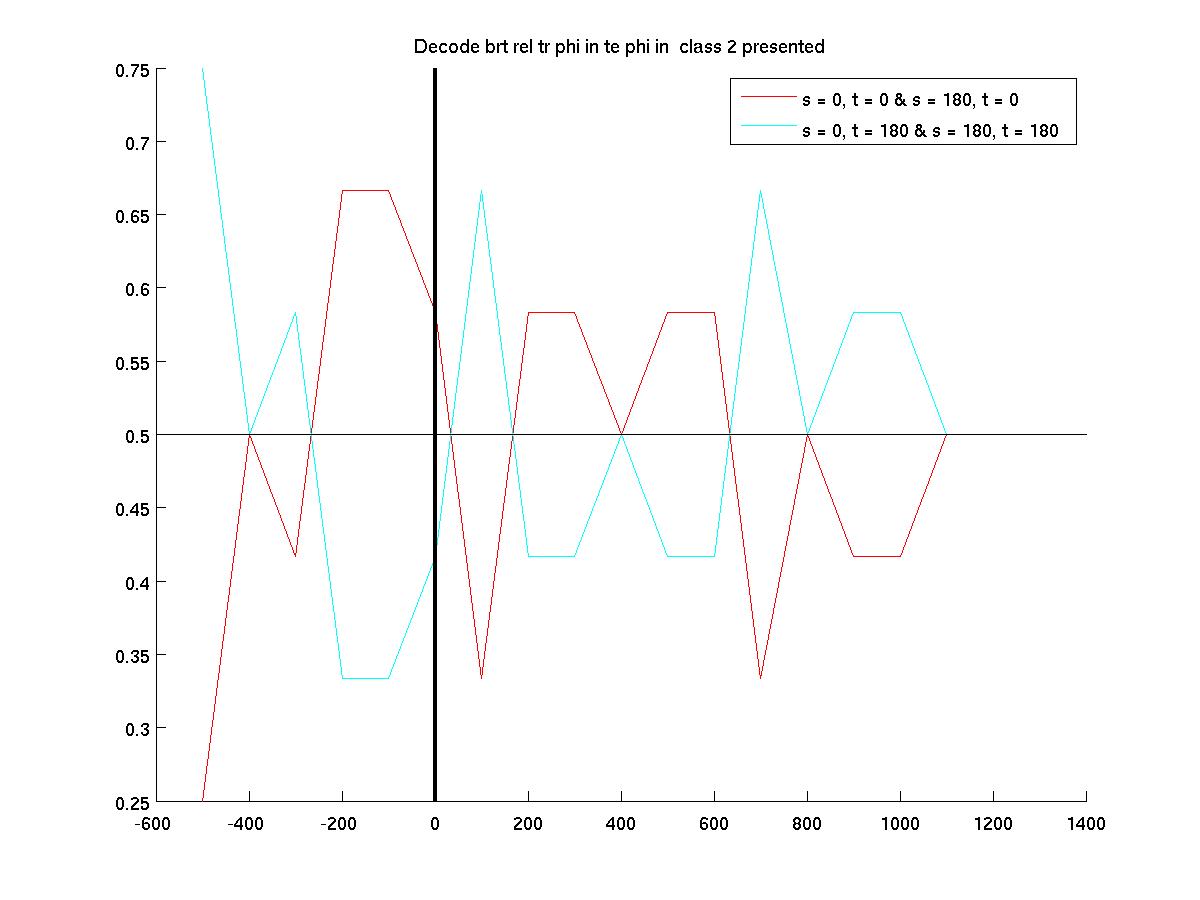 Decode brt rel tr phi in te phi in  class 2 presented
s = 0, t = 0 & s = 180, t = 0
s = 0, t = 180 & s = 180, t = 180
0.75
0.7
0.65
0.6
0.55
0.5
0.45
0.4
0.35
0.3
0.25
-600 -400 -200 0 200 400 600 800 1000 1200 1400